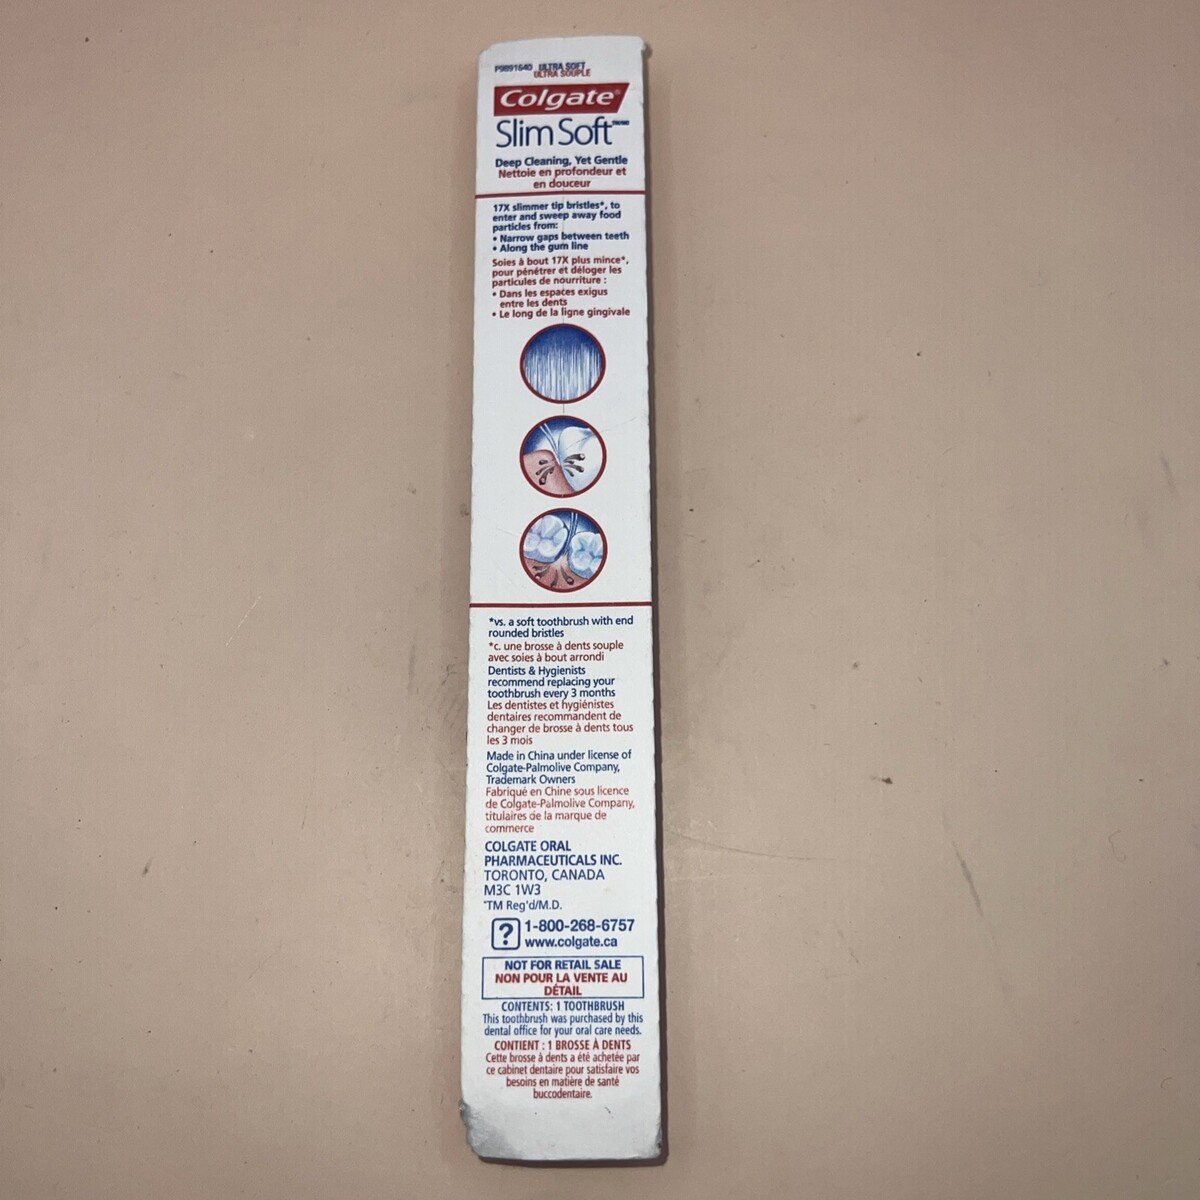 P9891640 ULTRA SOFT
ULTRA SOUPLE
Colgate®
Slim Soft™/MC
Deep Cleaning, Yet Gentle
Nettoie en profondeur et
en douceur
17X slimmer tip bristles*, to
enter and sweep away food
particles from:
• Narrow gaps between teeth
• Along the gum line
Soies à bout 17X plus mince*,
pour pénétrer et déloger les
particules de nourriture :
• Dans les espaces exigus
entre les dents
• Le long de la ligne gingivale
*vs. a soft toothbrush with end
rounded bristles
*c. une brosse à dents souple
avec soies à bout arrondi
Dentists & Hygienists
recommend replacing your
toothbrush every 3 months
Les dentistes et hygiénistes
dentaires recommandent de
changer de brosse à dents tous
les 3 mois
Made in China under license of
Colgate-Palmolive Company,
Trademark Owners
Fabriqué en Chine sous licence
de Colgate-Palmolive Company,
titulaires de la marque de
commerce
COLGATE ORAL
PHARMACEUTICALS INC.
TORONTO, CANADA
M3C 1W3
*TM Reg'd/M.D.
? 1-800-268-6757
www.colgate.ca
NOT FOR RETAIL SALE
NON POUR LA VENTE AU
DÉTAIL
CONTENTS: 1 TOOTHBRUSH
This toothbrush was purchased by this
dental office for your oral care needs.
CONTIENT : 1 BROSSE À DENTS
Cette brosse à dents a été achetée par
ce cabinet dentaire pour satisfaire vos
besoins en matière de santé
buccodentaire.